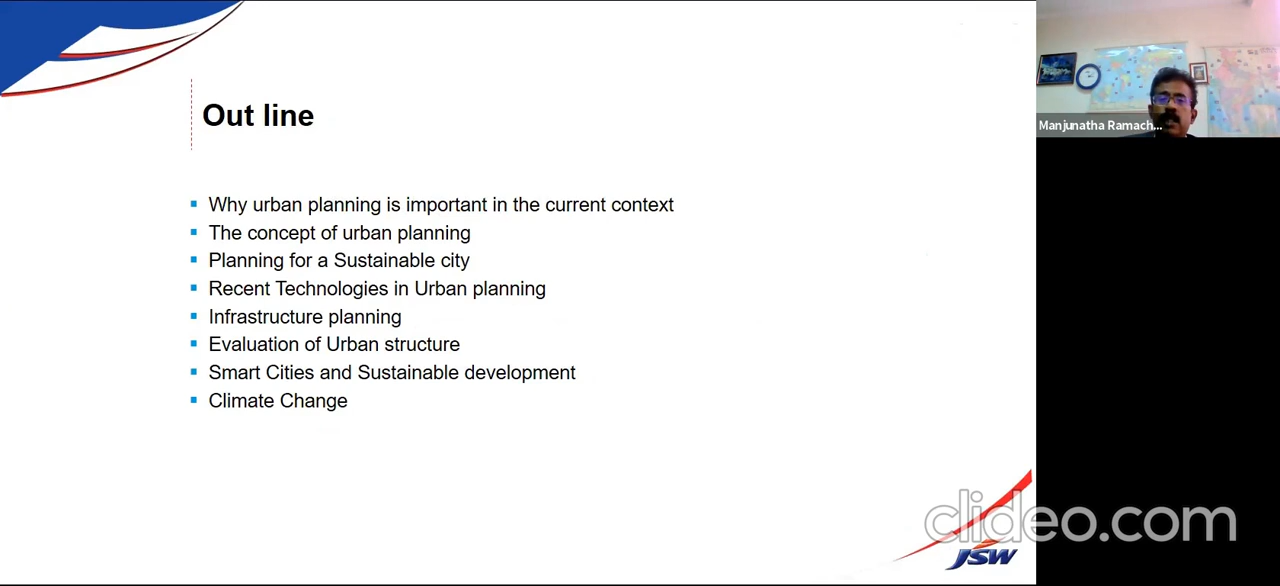 Out line
Why urban planning is important in the current context
The concept of urban planning
Planning for a Sustainable city
Recent Technologies in Urban planning
Infrastructure planning
Evaluation of Urban structure
Smart Cities and Sustainable development
Climate Change
Manjunatha Ramach...
clideo.com
JSW